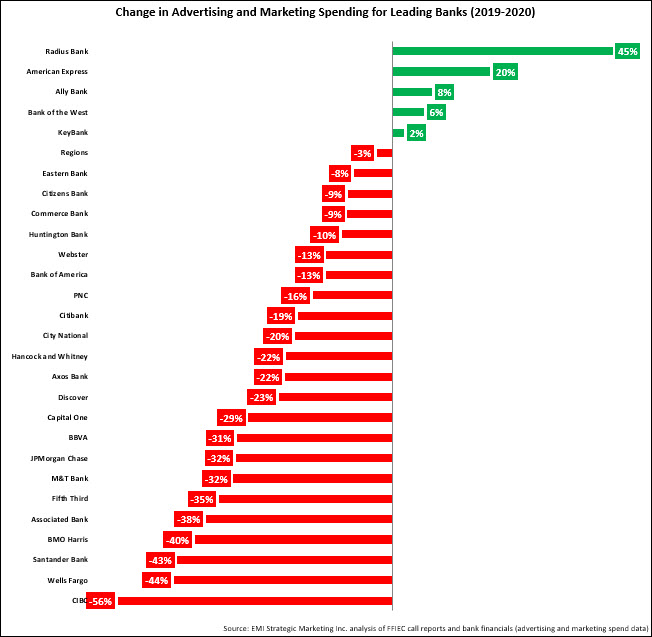 Change in Advertising and Marketing Spending for Leading Banks (2019-2020)
Radius Bank 45%
American Express 20%
Ally Bank 8%
Bank of the West 6%
KeyBank 2%
Regions -3%
Eastern Bank -8%
Citizens Bank -9%
Commerce Bank -9%
Huntington Bank -10%
Webster -13%
Bank of America -13%
PNC -16%
Citibank -19%
City National -20%
Hancock and Whitney -22%
Axos Bank -22%
Discover -23%
Capital One -29%
BBVA -31%
JPMorgan Chase -32%
M&T Bank -32%
Fifth Third -35%
Associated Bank -38%
BMO Harris -40%
Santander Bank -43%
Wells Fargo -44%
CIBC -56%
Source: EMI Strategic Marketing Inc. analysis of FFIEC call reports and bank financials (advertising and marketing spend data)